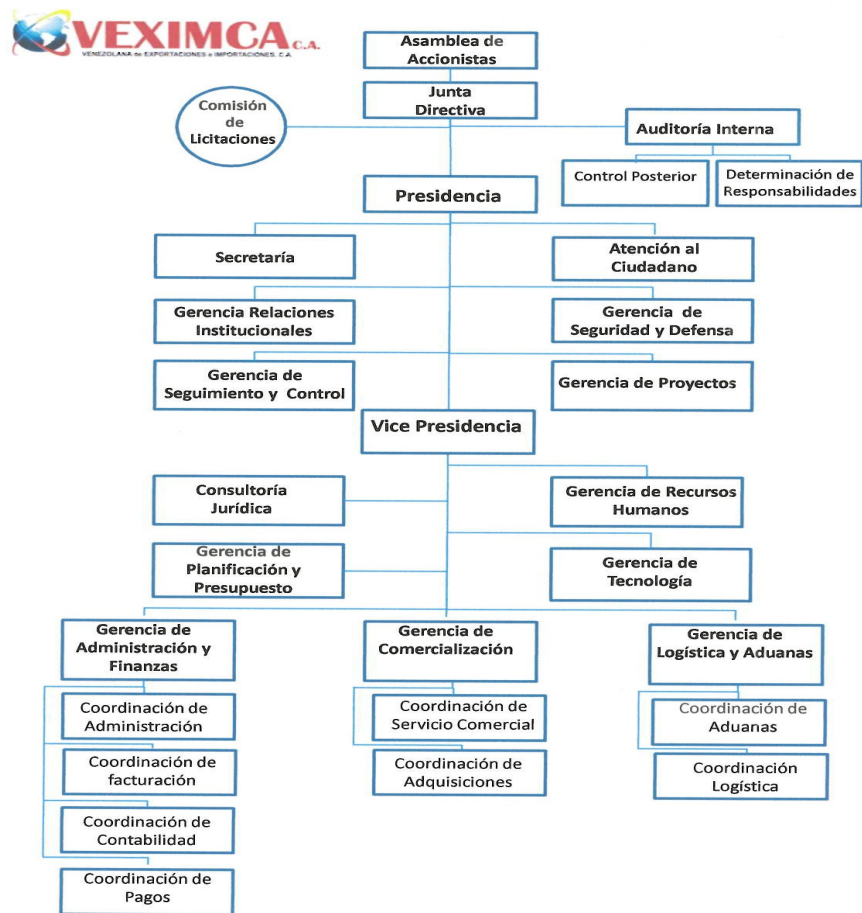 VEXIMCA C.A.
VENEZOLANA de EXPORTACIONES e IMPORTACIONES, C.A
Asamblea de
Accionistas
Junta
Directiva
Comisión
de
Licitaciones
Auditoría Interna
Control Posterior
Determinación de
Responsabilidades
Presidencia
Secretaría
Atención al
Ciudadano
Gerencia Relaciones
Institucionales
Gerencia de
Seguridad y Defensa
Gerencia de
Seguimiento y Control
Gerencia de Proyectos
Vice Presidencia
Consultoría
Jurídica
Gerencia de Recursos
Humanos
Gerencia de
Planificación y
Presupuesto
Gerencia de
Tecnología
Gerencia de
Administración y
Finanzas
Coordinación de
Administración
Coordinación de
facturación
Coordinación de
Contabilidad
Coordinación de
Pagos
Gerencia de
Comercialización
Coordinación de
Servicio Comercial
Coordinación de
Adquisiciones
Gerencia de
Logística y Aduanas
Coordinación de
Aduanas
Coordinación
Logística